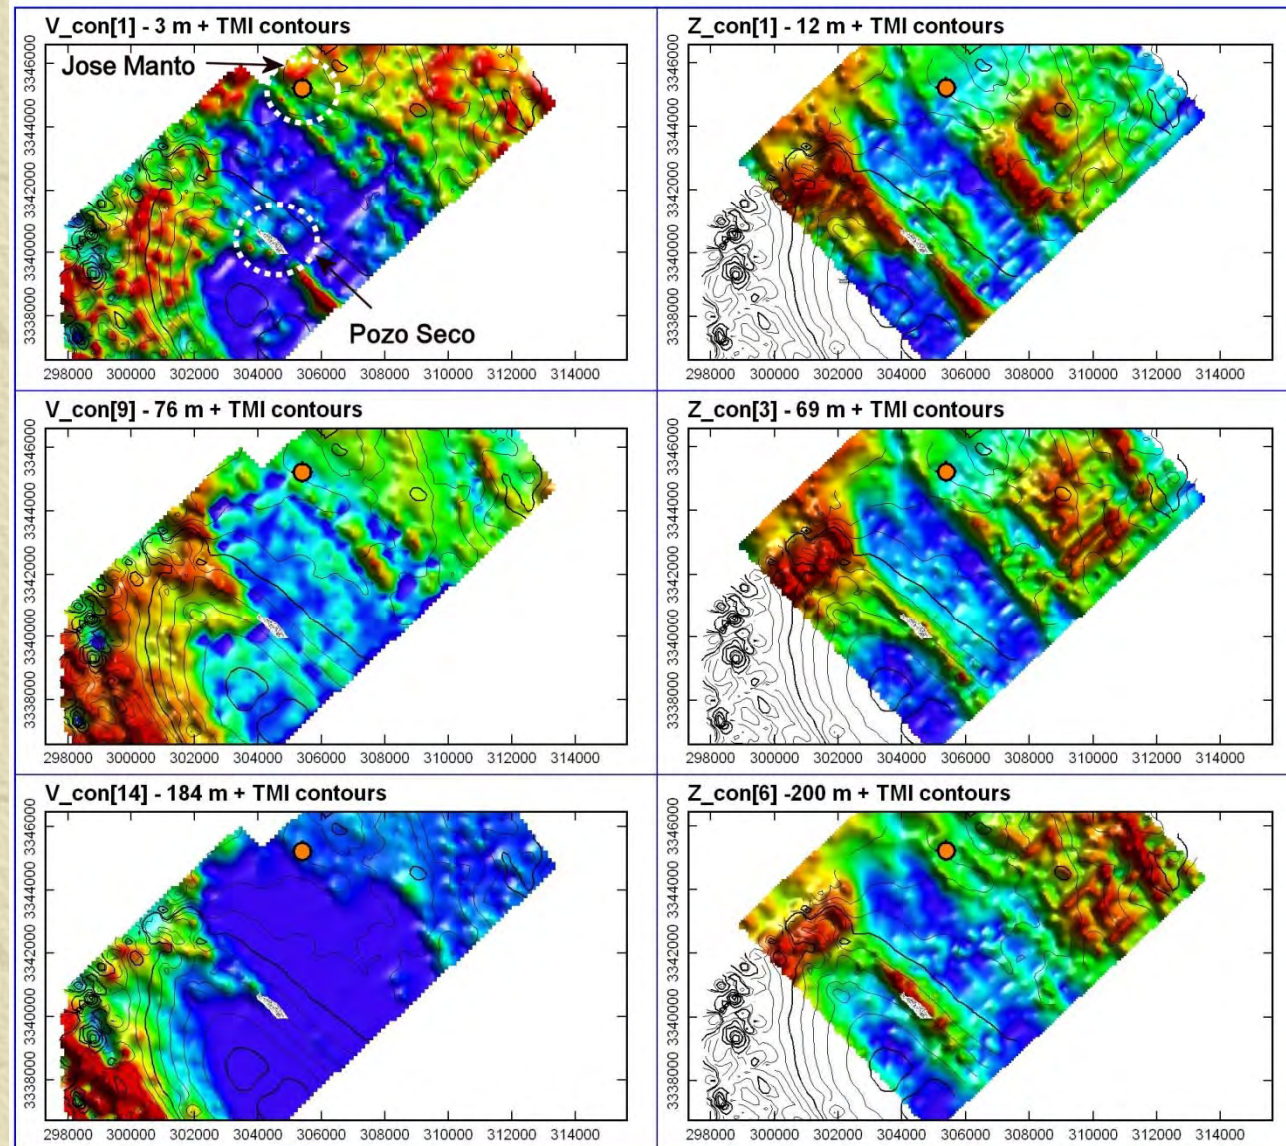 V_con[1] - 3 m + TMI contours
Jose Manto
Pozo Seco
3346000
3344000
3342000
3340000
3338000
298000 300000 302000 304000 306000 308000 310000 312000 314000
Z_con[1] - 12 m + TMI contours
3346000
3344000
3342000
3340000
3338000
298000 300000 302000 304000 306000 308000 310000 312000 314000
V_con[9] - 76 m + TMI contours
3346000
3344000
3342000
3340000
3338000
298000 300000 302000 304000 306000 308000 310000 312000 314000
Z_con[3] - 69 m + TMI contours
3346000
3344000
3342000
3340000
3338000
298000 300000 302000 304000 306000 308000 310000 312000 314000
V_con[14] - 184 m + TMI contours
3346000
3344000
3342000
3340000
3338000
298000 300000 302000 304000 306000 308000 310000 312000 314000
Z_con[6] -200 m + TMI contours
3346000
3344000
3342000
3340000
3338000
298000 300000 302000 304000 306000 308000 310000 312000 314000